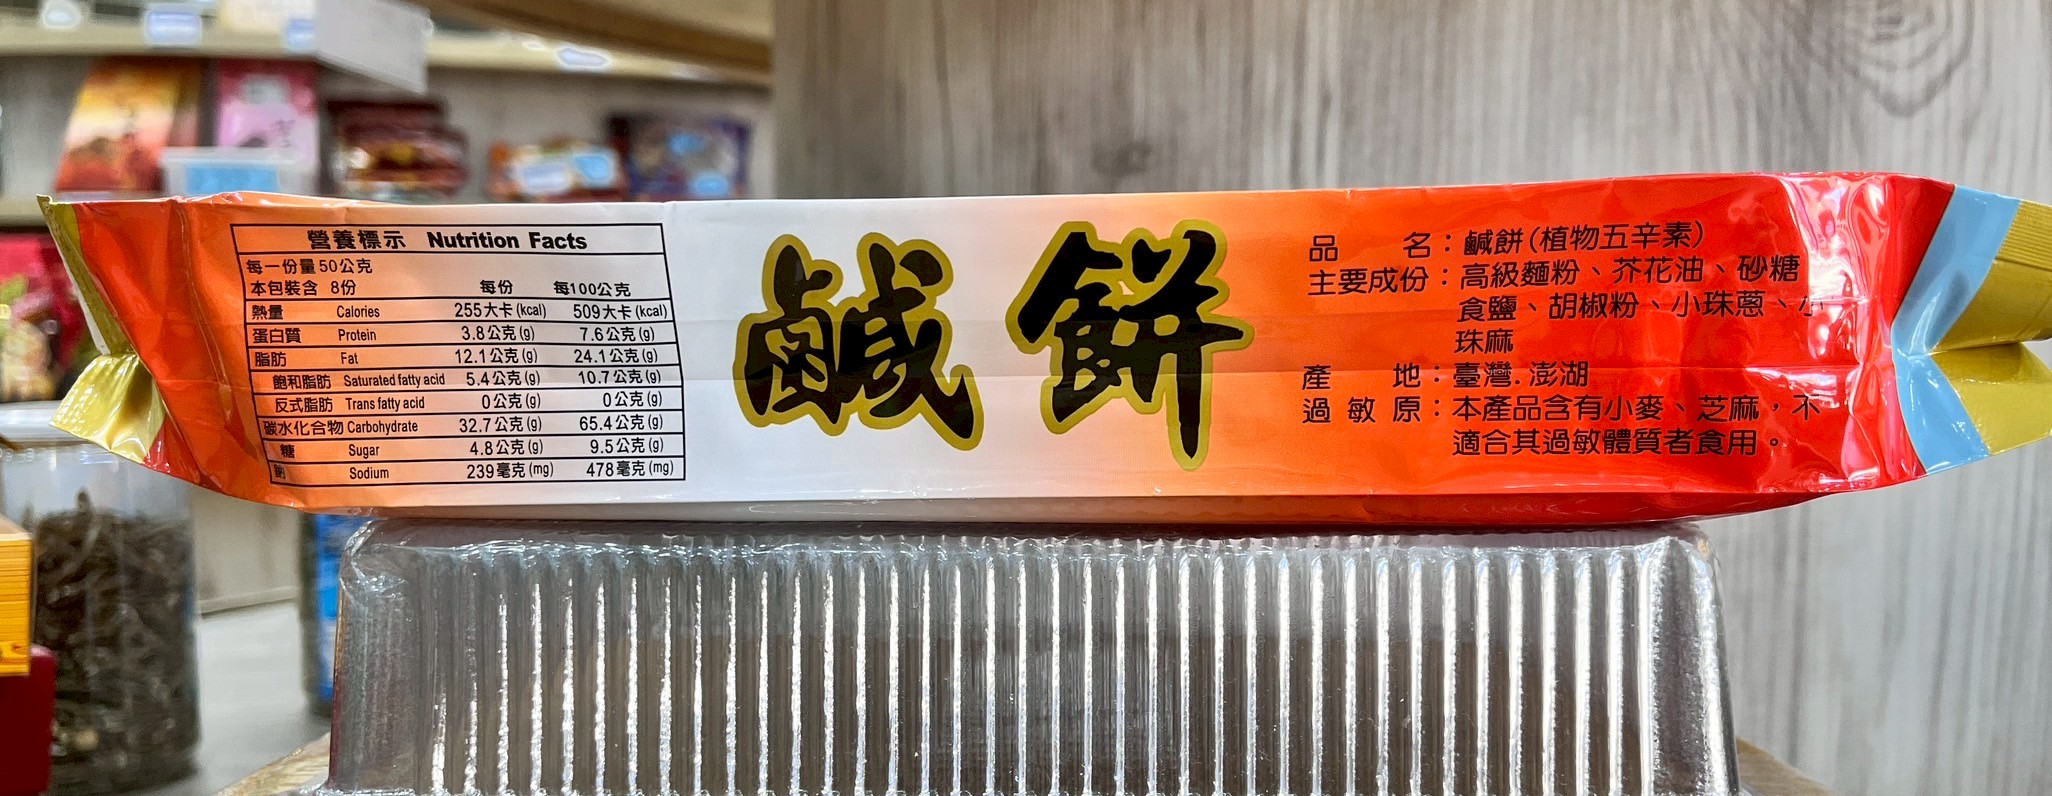 營養標示 Nutrition Facts
每一份量50公克
本包裝含 8份 每份 每100公克
熱量 Calories 255大卡(kcal) 509大卡(kcal)
蛋白質 Protein 3.8公克(g) 7.6公克(g)
脂肪 Fat 12.1公克(g) 24.1公克(g)
飽和脂肪 Saturated fatty acid 5.4公克(g) 10.7公克(g)
反式脂肪 Trans fatty acid 0公克(g) 0公克(g)
碳水化合物 Carbohydrate 32.7公克(g) 65.4公克(g)
糖 Sugar 4.8公克(g) 9.5公克(g)
鈉 Sodium 239毫克(mg) 478毫克(mg)
鹹餅
品名：鹹餅(植物五辛素)
主要成份：高級麵粉、芥花油、砂糖
食鹽、胡椒粉、小珠蔥、小
珠麻
產地：臺灣.澎湖
過敏原：本產品含有小麥、芝麻，不
適合其過敏體質者食用。